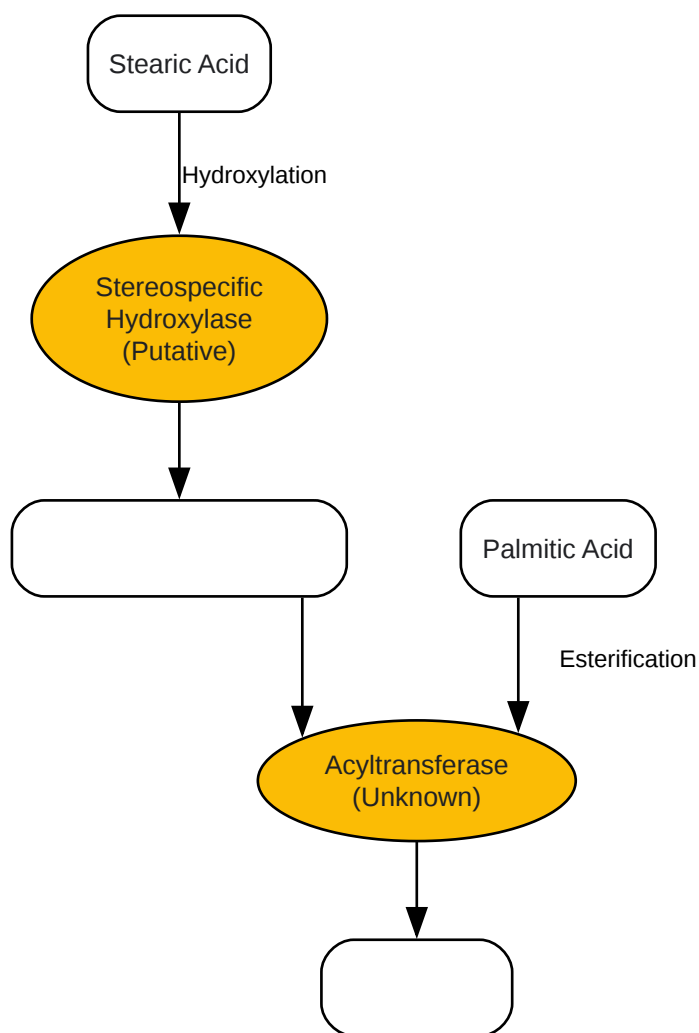 Stearic Acid
Hydroxylation
Stereospecific
Hydroxylase
(Putative)
Palmitic Acid
Esterification
Acyltransferase
(Unknown)